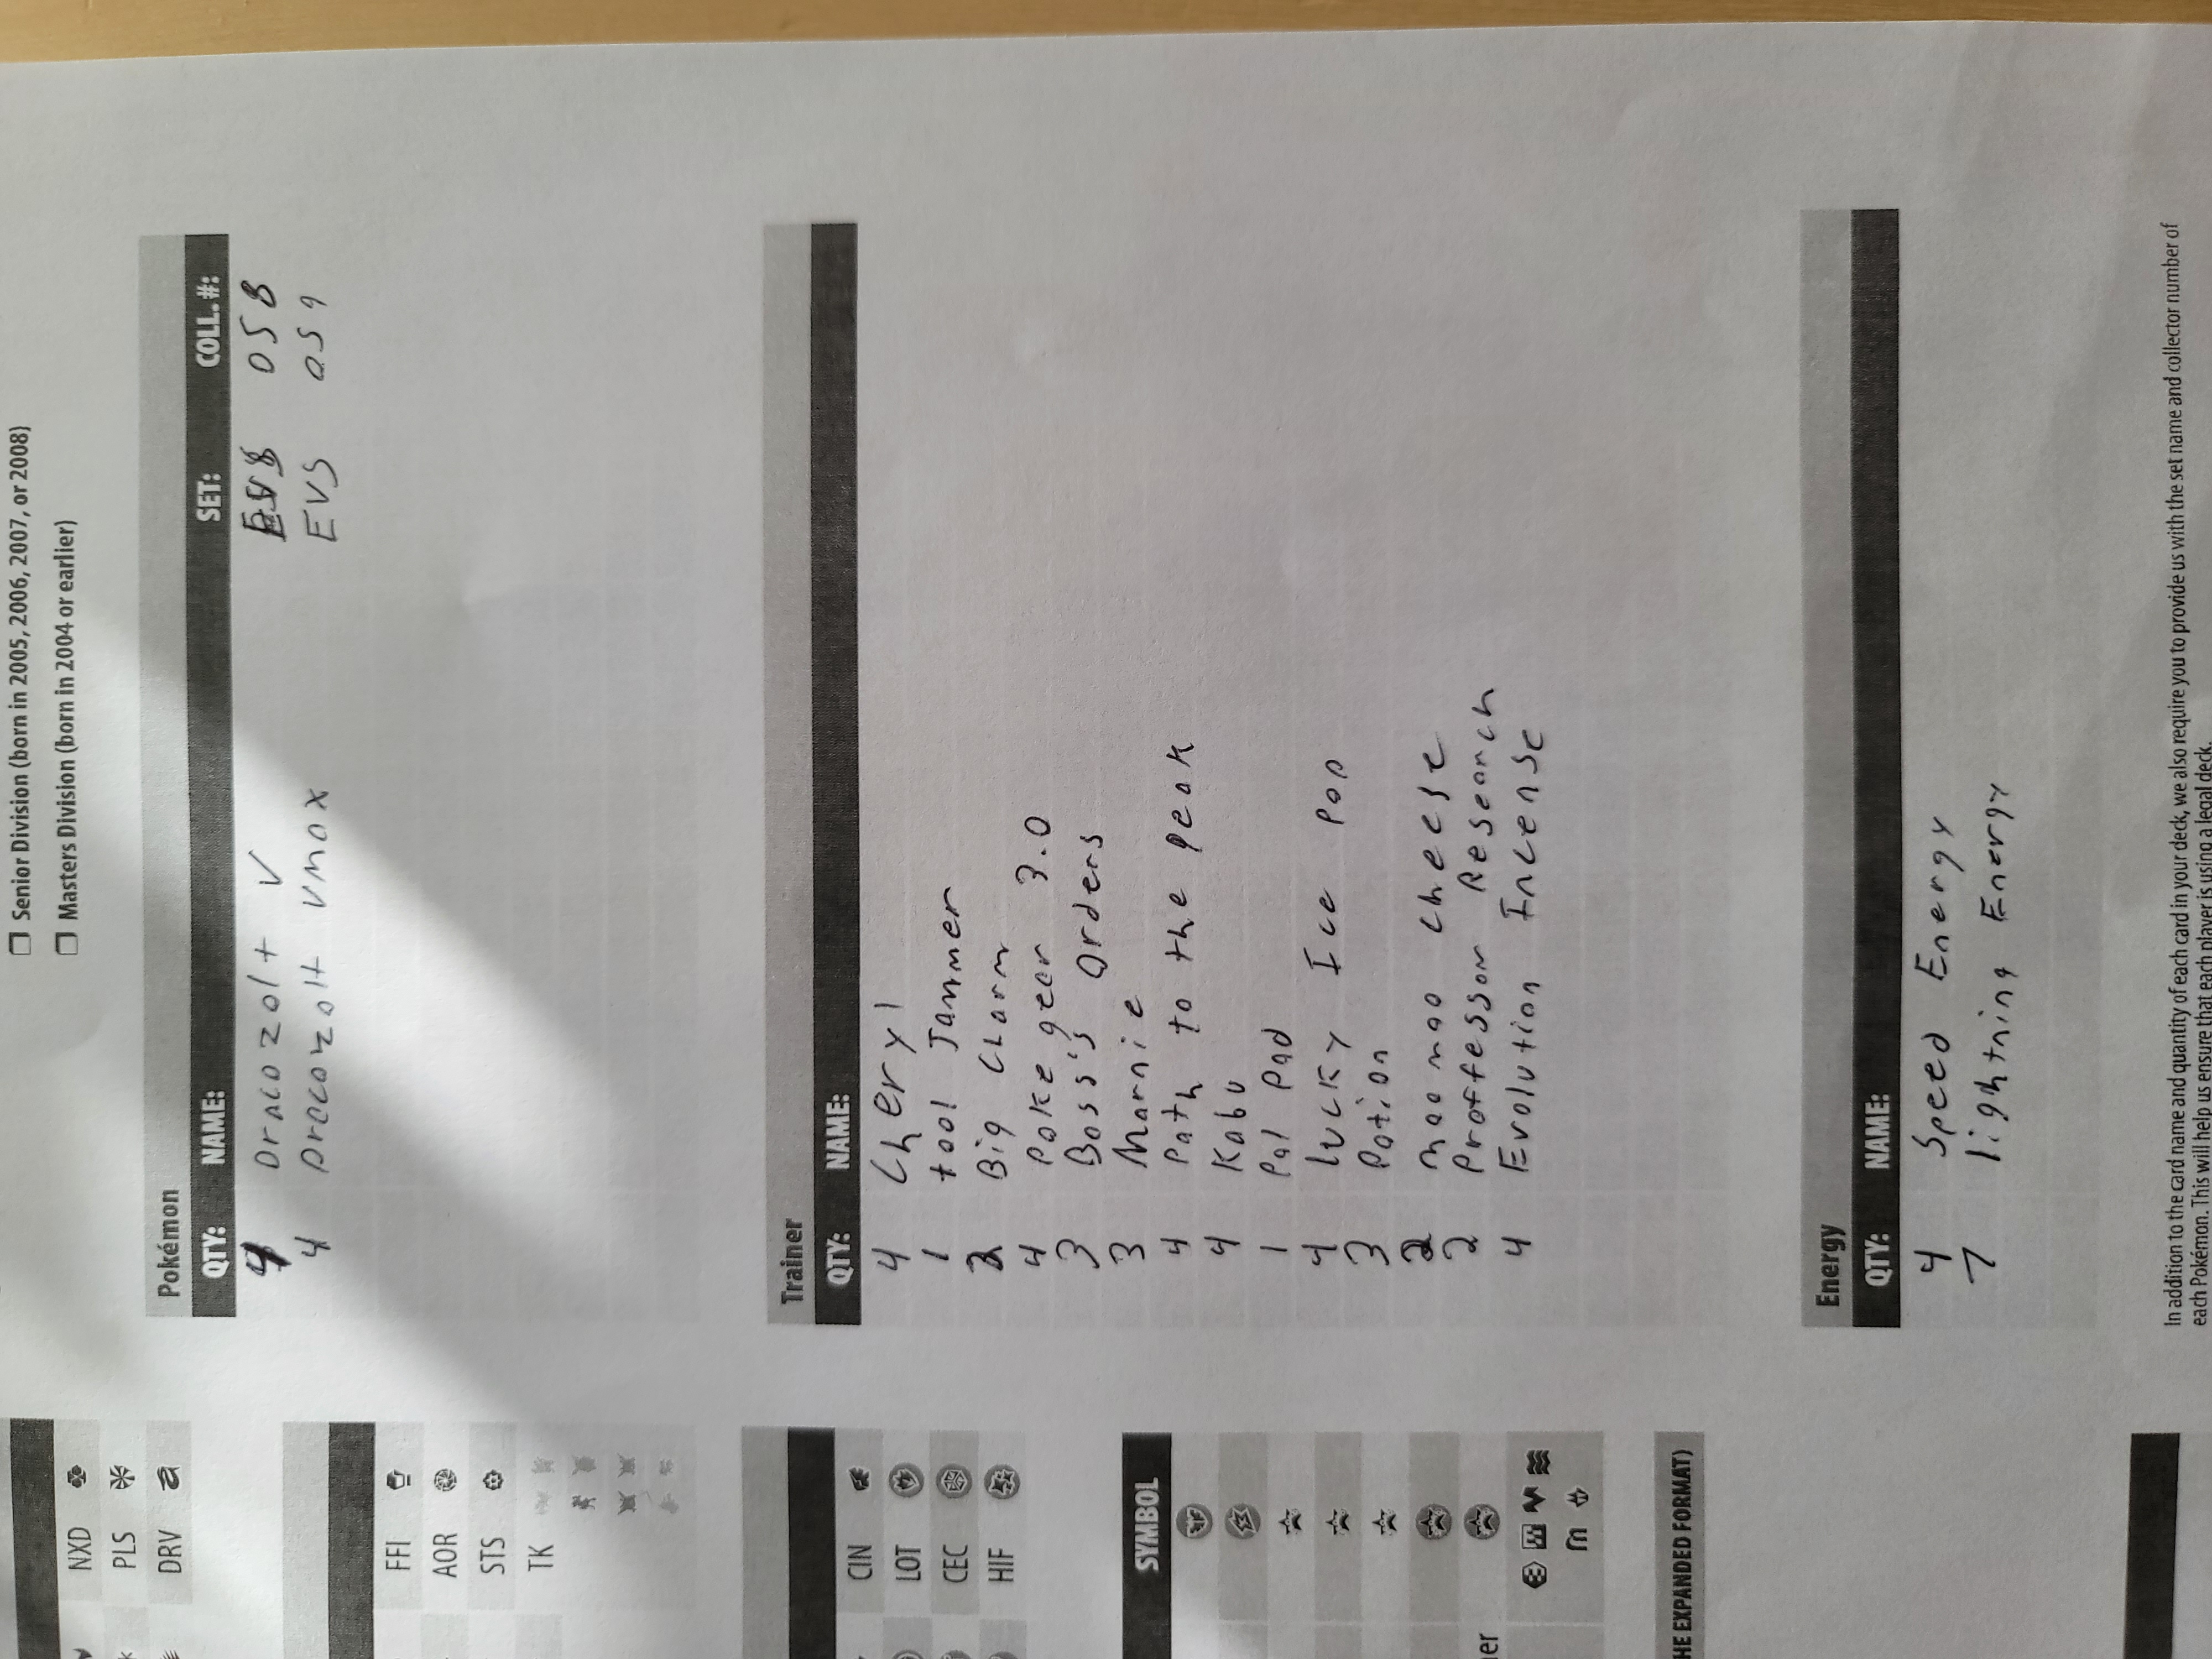 Senior Division (born in 2005, 2006, 2007, or 2008)
Masters Division (born in 2004 or earlier)
NXD
PLS
DRV
FFI
AOR
STS
TK
CIN
LOT
CEC
HIF
SYMBOL
er
HE EXPANDED FORMAT)
Pokémon
QTY: NAME: SET: COLL. #:
4 Dracozolt V EVS 058
4 Draccozolt VMax EVS 059
Trainer
QTY: NAME:
4 Cheryl
1 tool Jammer
2 Big Charm
4 Poke gear 3.0
3 Boss's Orders
3 Marnie
4 Path to the peak
4 Kabu
1 Pal Pad
4 lucky Ice Pop
3 Potion
2 moo moo cheese
2 Proffessor Research
4 Evolution Incense
Energy
QTY: NAME:
4 Speed Energy
7 lightning Energy
In addition to the card name and quantity of each card in your deck, we also require you to provide us with the set name and collector number of
each Pokémon. This will help us ensure that each player is using a legal deck.